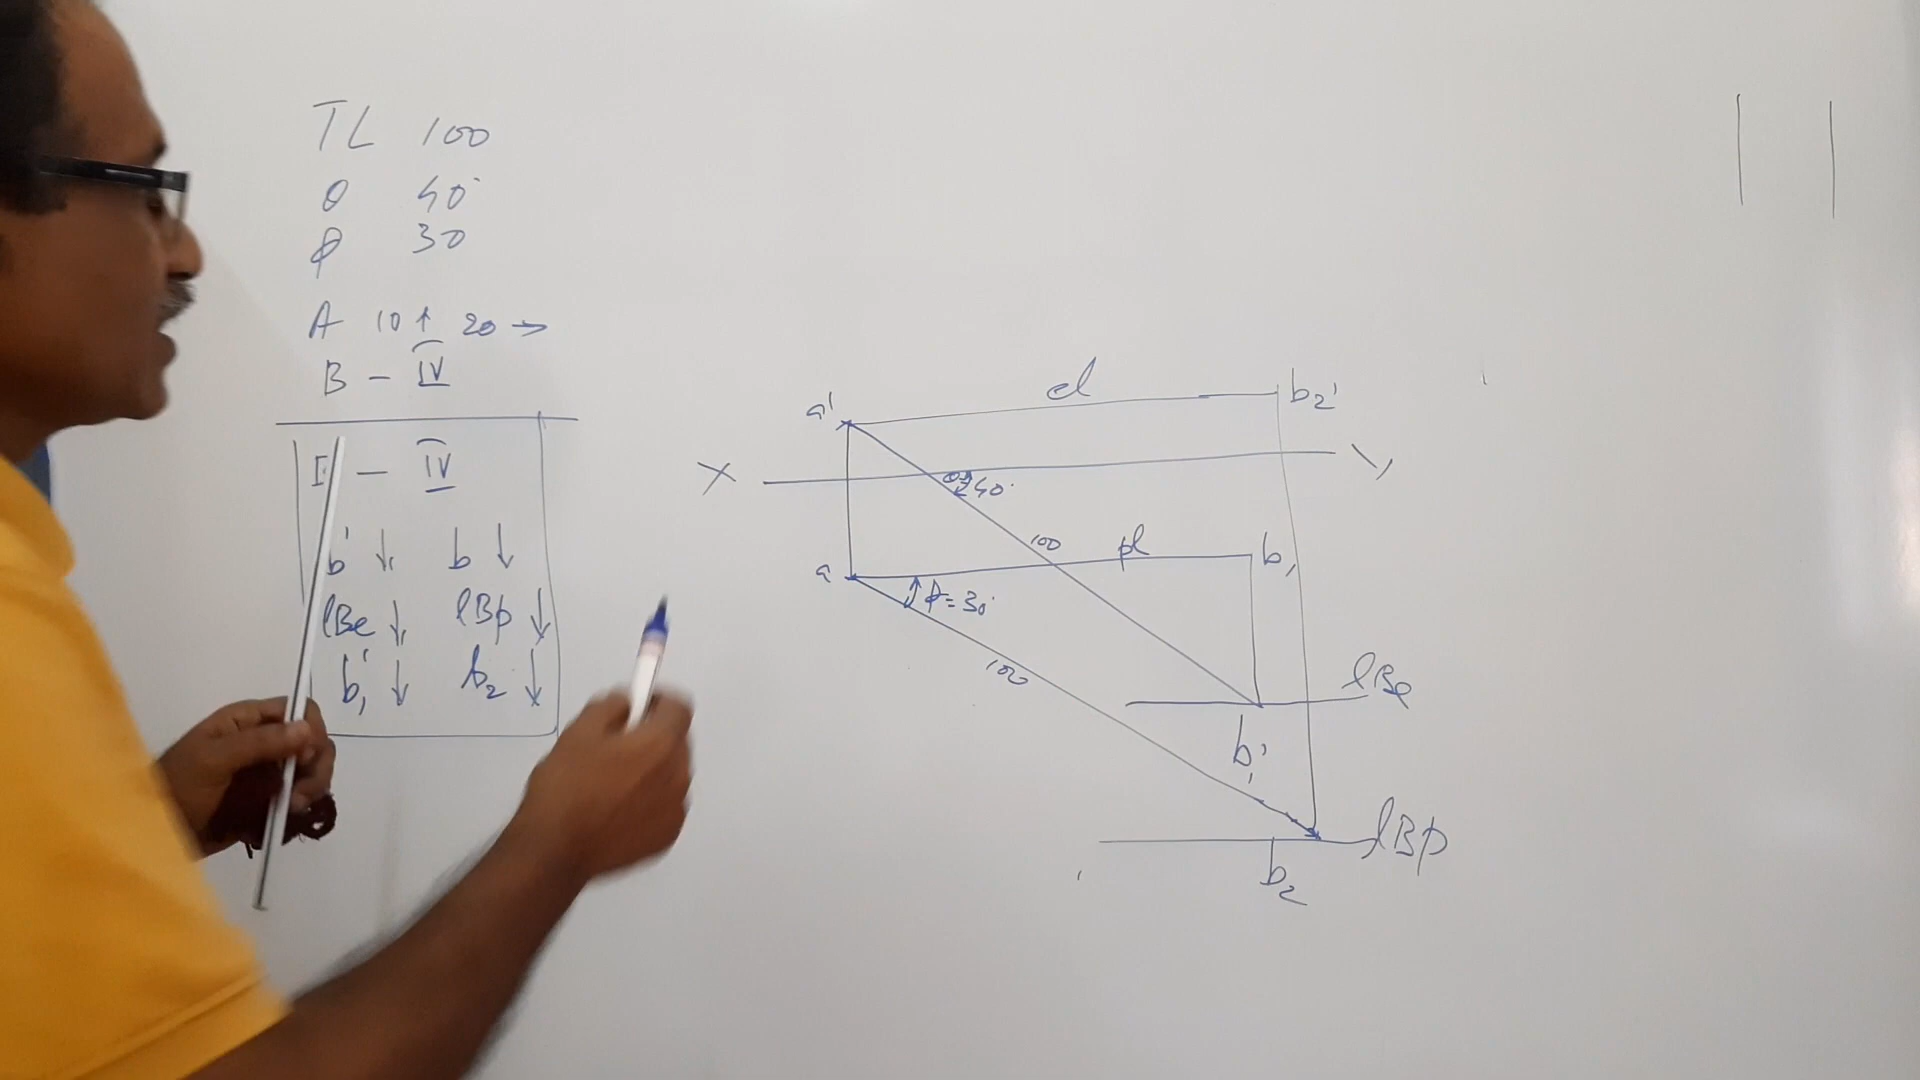 TL 100
θ 40°
φ 30
A 10↑ 20→
B – IV
– IV
b' ↓ b ↓
lBe ↓ lBp ↓
b₁' ↓ b₂ ↓
el
a' b₂'
X
θ 40°
100 pl
a b₁
φ=30°
100
lBe
b₁'
lBp
b₂